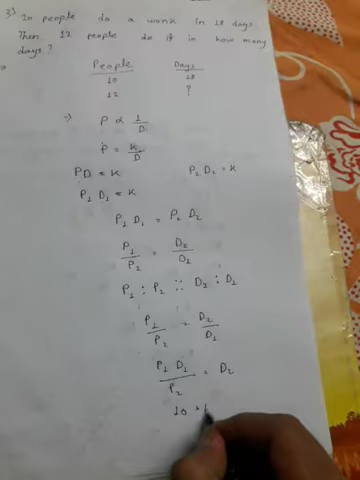 3) 10 people do a work in 18 days.
Then 12 people do it in how many
days?
People Days
10 18
12 ?
=) P ∝ 1/D
P = K/D
PD = K P₂ D₂ = K
P₁ D₁ = K
P₁ D₁ = P₂ D₂
P₁/P₂ = D₂/D₁
P₁ : P₂ :: D₂ : D₁
P₁/P₂ = D₂/D₁
P₁ D₁/P₂ = D₂
10